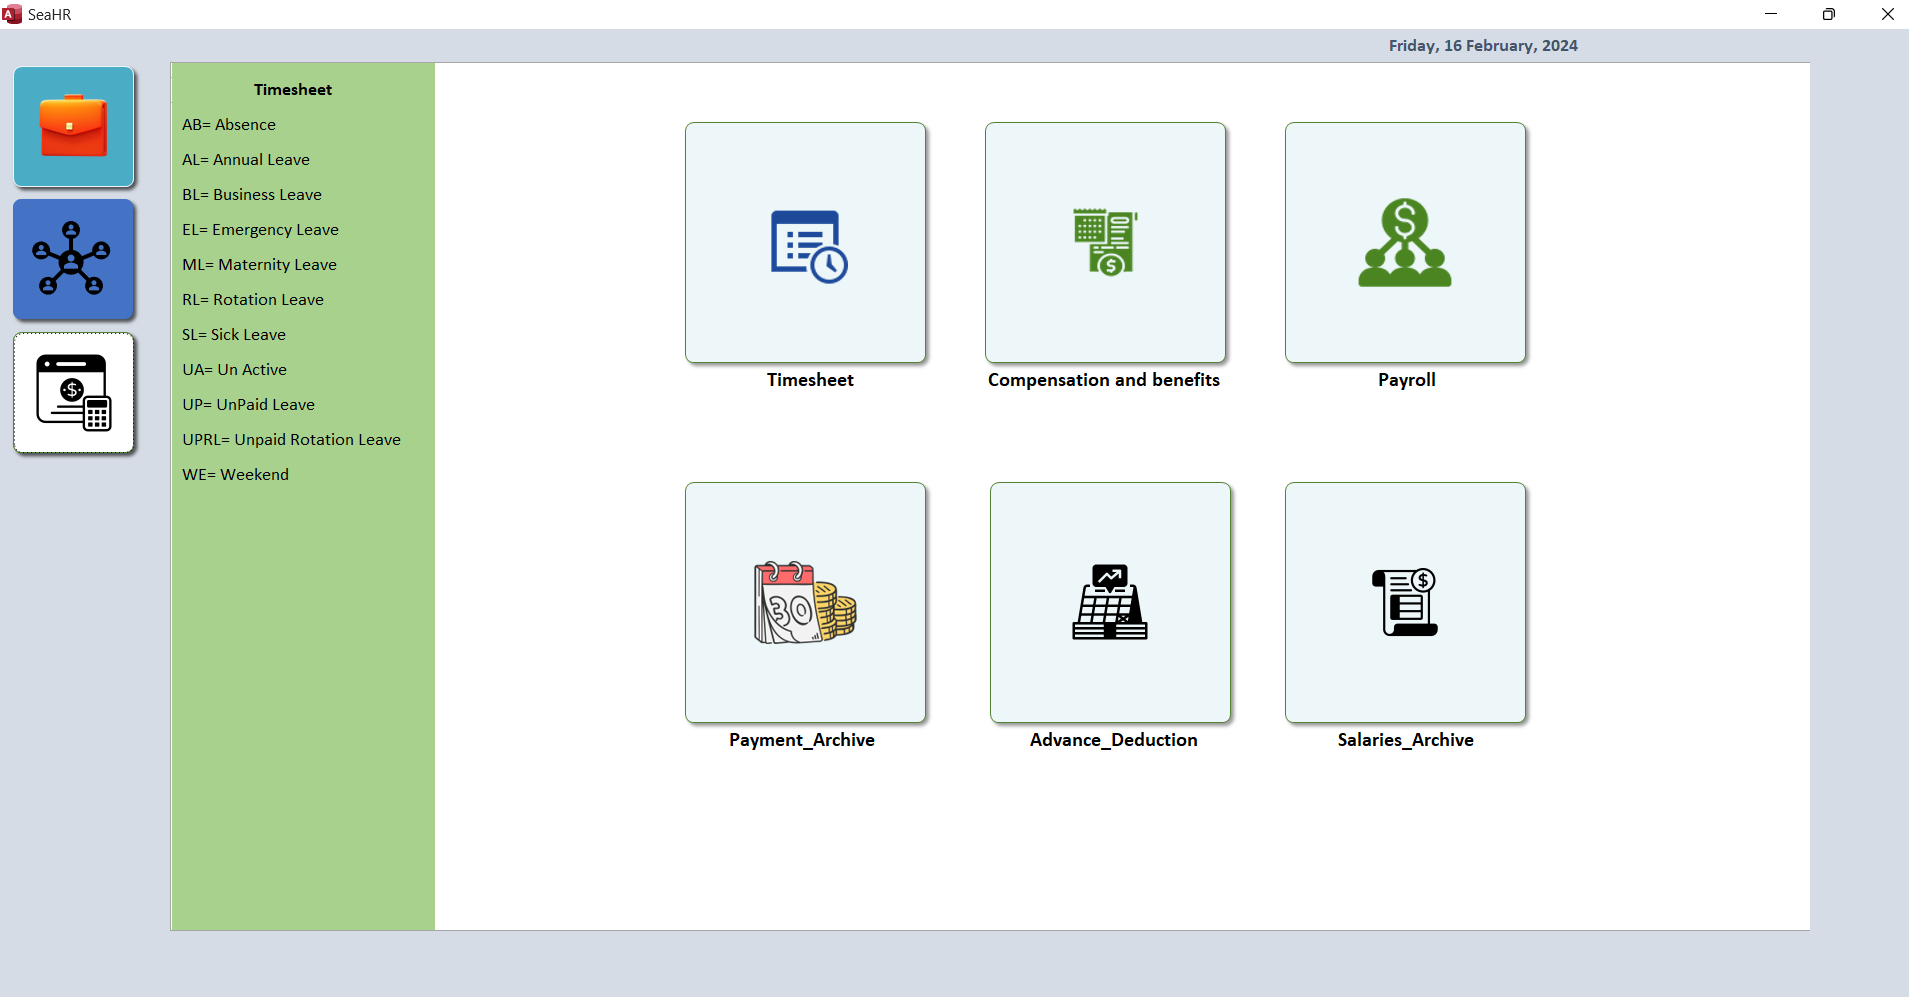 SeaHR
Friday, 16 February, 2024
Timesheet
AB= Absence
AL= Annual Leave
BL= Business Leave
EL= Emergency Leave
ML= Maternity Leave
RL= Rotation Leave
SL= Sick Leave
UA= Un Active
UP= UnPaid Leave
UPRL= Unpaid Rotation Leave
WE= Weekend
Timesheet
Compensation and benefits
Payroll
30
Payment_Archive
Advance_Deduction
Salaries_Archive